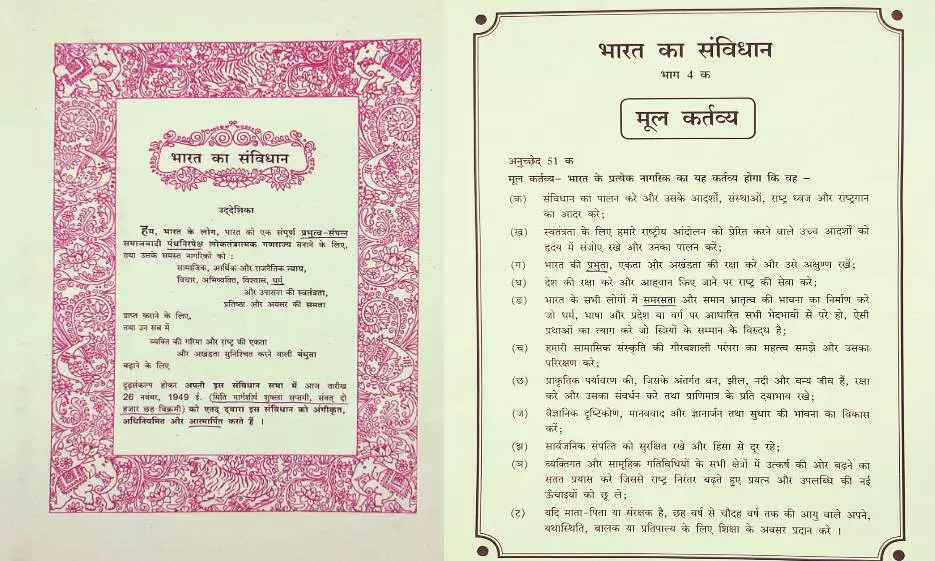 भारत का संविधान
उद्देशिका
हम, भारत के लोग, भारत को एक संपूर्ण प्रभुत्व-संपन्न
समाजवादी पंथनिरपेक्ष लोकतंत्रात्मक गणराज्य बनाने के लिए,
तथा उसके समस्त नागरिकों को :
सामाजिक, आर्थिक और राजनैतिक न्याय,
विचार, अभिव्यक्ति, विश्वास, धर्म
और उपासना की स्वतंत्रता,
प्रतिष्ठा और अवसर की समता
प्राप्त कराने के लिए,
तथा उन सब में
व्यक्ति की गरिमा और राष्ट्र की एकता
और अखंडता सुनिश्चित करने वाली बंधुता
बढ़ाने के लिए
दृढ़संकल्प होकर अपनी इस संविधान सभा में आज तारीख
26 नवंबर, 1949 ई. (मिति मार्गशीर्ष शुक्ला सप्तमी, संवत् दो
हजार छह विक्रमी) को एतद् द्वारा इस संविधान को अंगीकृत,
अधिनियमित और आत्मार्पित करते हैं ।
भारत का संविधान
भाग 4 क
मूल कर्तव्य
अनुच्छेद 51 क
मूल कर्तव्य- भारत के प्रत्येक नागरिक का यह कर्तव्य होगा कि वह -
(क) संविधान का पालन करे और उसके आदर्शों, संस्थाओं, राष्ट्र ध्वज और राष्ट्रगान
का आदर करे;
(ख) स्वतंत्रता के लिए हमारे राष्ट्रीय आंदोलन को प्रेरित करने वाले उच्च आदर्शों को
हृदय में संजोए रखे और उनका पालन करे;
(ग) भारत की प्रभुता, एकता और अखंडता की रक्षा करे और उसे अक्षुण्ण रखे;
(घ) देश की रक्षा करे और आह्वान किए जाने पर राष्ट्र की सेवा करे;
(ङ) भारत के सभी लोगों में समरसता और समान भ्रातृत्व की भावना का निर्माण करे
जो धर्म, भाषा और प्रदेश या वर्ग पर आधारित सभी भेदभावों से परे हो, ऐसी
प्रथाओं का त्याग करे जो स्त्रियों के सम्मान के विरुद्ध है;
(च) हमारी सामासिक संस्कृति की गौरवशाली परंपरा का महत्व समझे और उसका
परिरक्षण करे;
(छ) प्राकृतिक पर्यावरण की, जिसके अंतर्गत वन, झील, नदी और वन्य जीव हैं, रक्षा
करे और उसका संवर्धन करे तथा प्राणिमात्र के प्रति दयाभाव रखे;
(ज) वैज्ञानिक दृष्टिकोण, मानववाद और ज्ञानार्जन तथा सुधार की भावना का विकास
करें;
(झ) सार्वजनिक संपत्ति को सुरक्षित रखे और हिंसा से दूर रहे;
(ञ) व्यक्तिगत और सामूहिक गतिविधियों के सभी क्षेत्रों में उत्कर्ष की ओर बढ़ने का
सतत प्रयास करे जिससे राष्ट्र निरंतर बढ़ते हुए प्रयत्न और उपलब्धि की नई
ऊँचाइयों को छू ले;
(ट) यदि माता-पिता या संरक्षक है, छह वर्ष से चौदह वर्ष तक की आयु वाले अपने,
यथास्थिति, बालक या प्रतिपाल्य के लिए शिक्षा के अवसर प्रदान करे ।